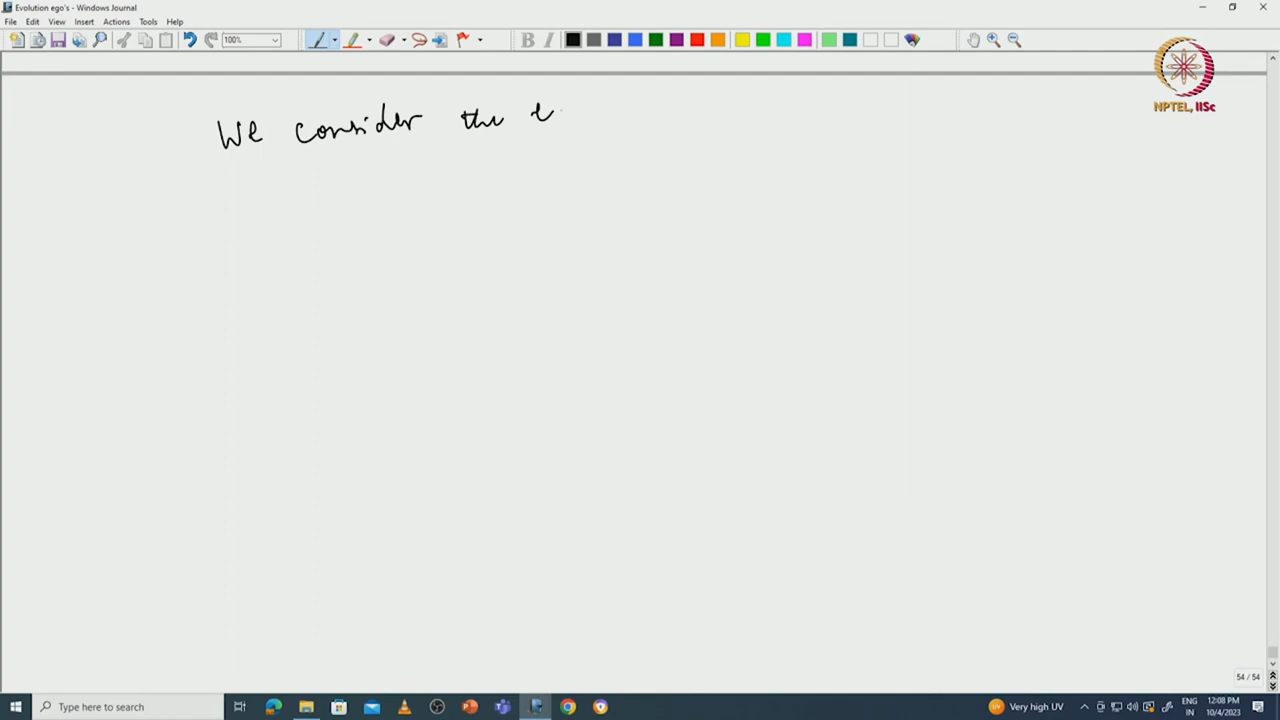 Evolution eqo's - Windows Journal
File Edit View Insert Actions Tools Help
100%
B I
NPTEL, IISc
We consider the e
54 / 54
Type here to search
Very high UV
ENG
IN
12:08 PM
10/4/2023